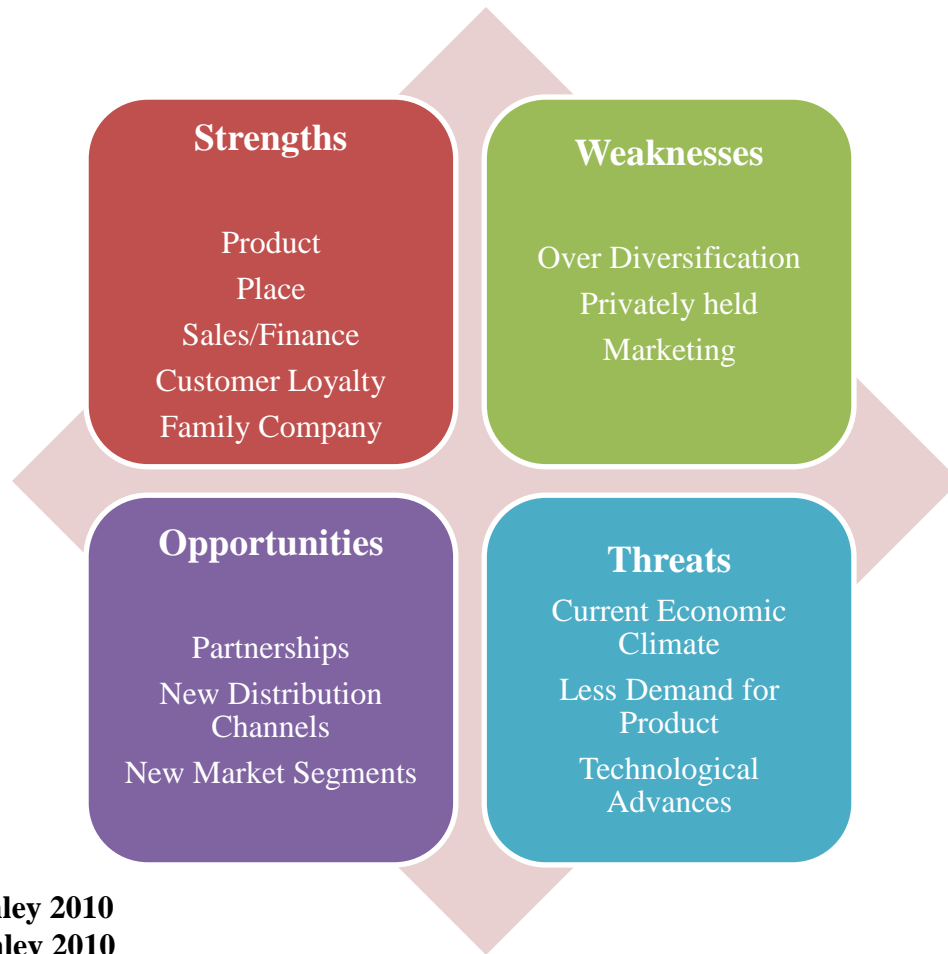 Strengths
Product
Place
Sales/Finance
Customer Loyalty
Family Company
Weaknesses
Over Diversification
Privately held
Marketing
Opportunities
Partnerships
New Distribution
Channels
New Market Segments
Threats
Current Economic
Climate
Less Demand for
Product
Technological
Advances
ley 2010
2010